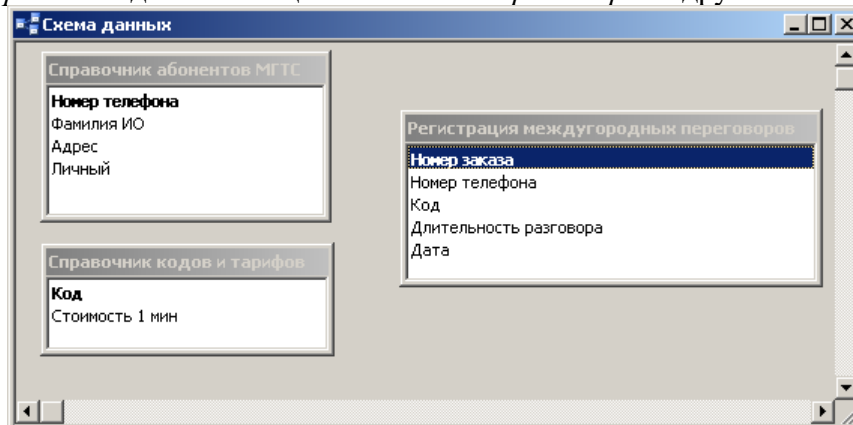 Схема данных
Справочник абонентов МГТС
Номер телефона
Фамилия ИО
Адрес
Личный
Регистрация междугородных переговоров
Номер заказа
Номер телефона
Код
Длительность разговора
Дата
Справочник кодов и тарифов
Код
Стоимость 1 мин